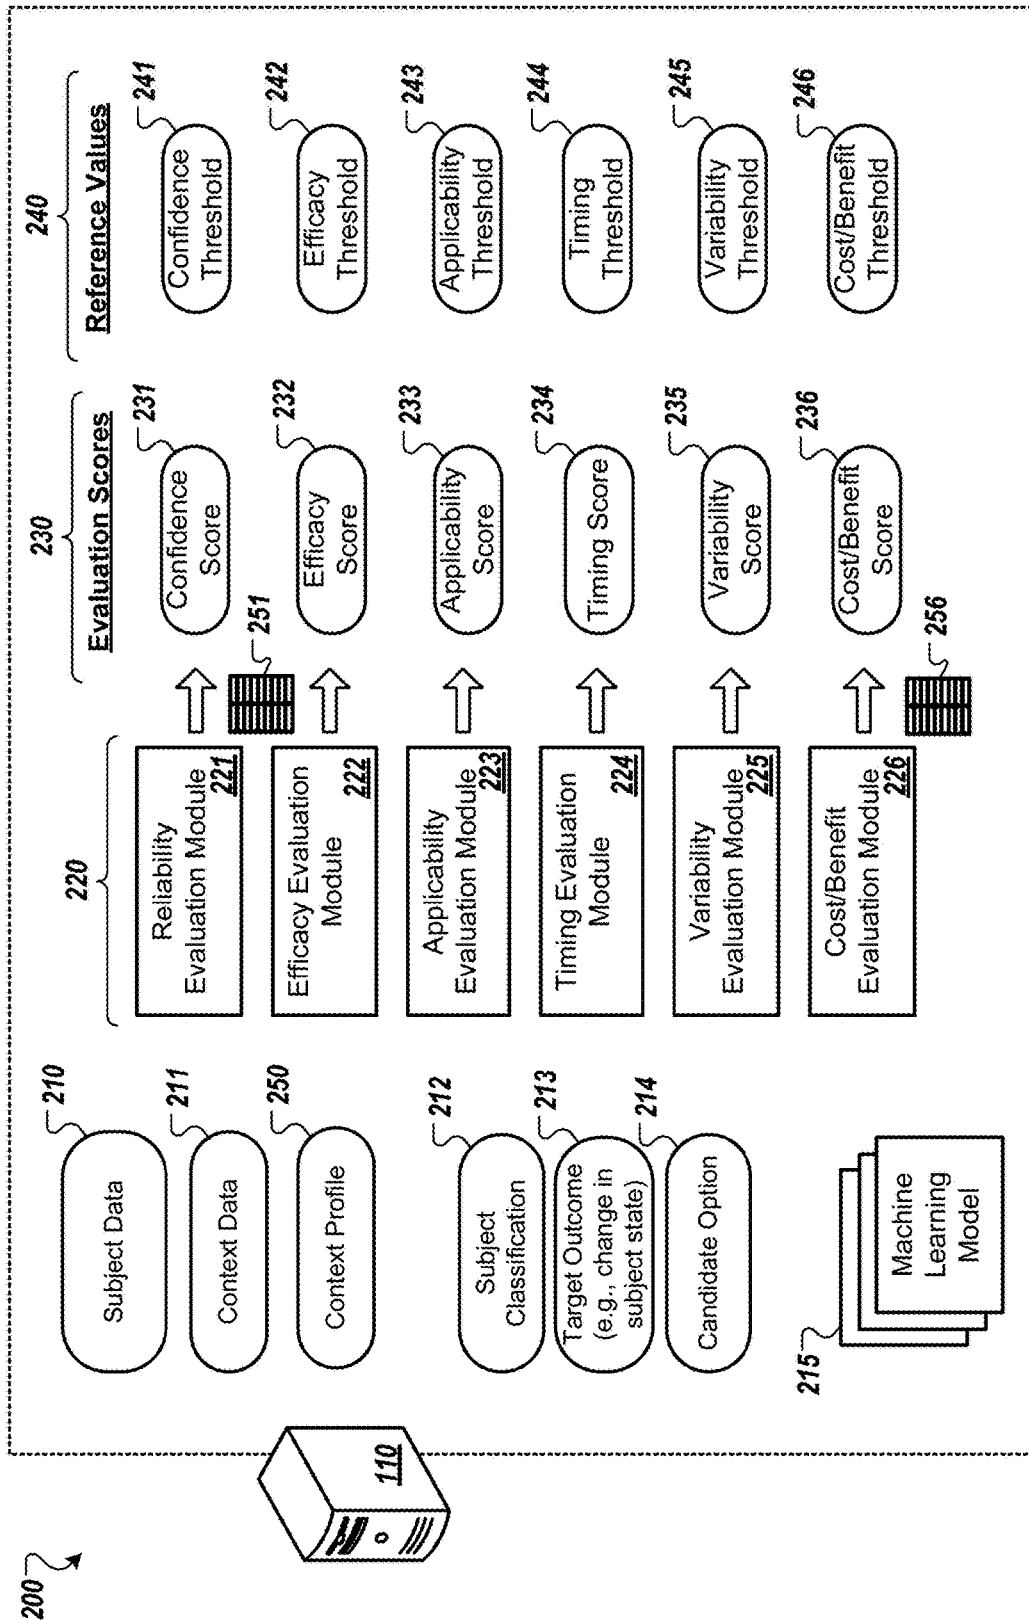 200
110
210
Subject Data
211
Context Data
250
Context Profile
212
Subject
Classification
213
Target Outcome
(e.g., change in
subject state)
214
Candidate Option
215
Machine
Learning
Model
220
Reliability
Evaluation Module
221
Efficacy Evaluation
Module
222
Applicability
Evaluation Module
223
Timing Evaluation
Module
224
Variability
Evaluation Module
225
Cost/Benefit
Evaluation Module
226
251
256
230
Evaluation Scores
231
Confidence
Score
232
Efficacy
Score
233
Applicability
Score
234
Timing Score
235
Variability
Score
236
Cost/Benefit
Score
240
Reference Values
241
Confidence
Threshold
242
Efficacy
Threshold
243
Applicability
Threshold
244
Timing
Threshold
245
Variability
Threshold
246
Cost/Benefit
Threshold